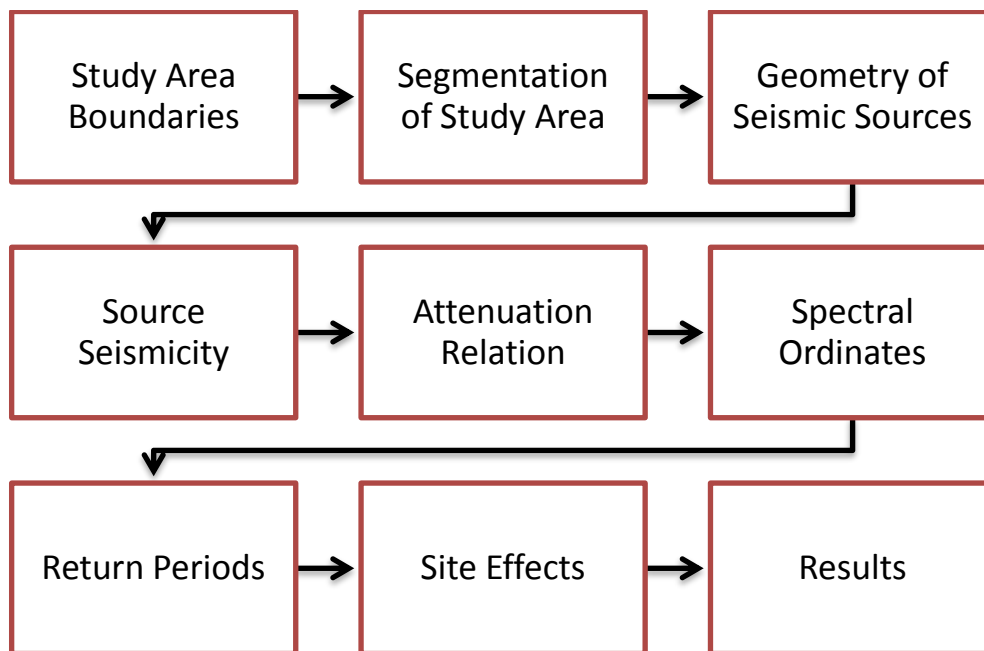 Study Area
Boundaries
Segmentation
of Study Area
Geometry of
Seismic Sources
Source
Seismicity
Attenuation
Relation
Spectral
Ordinates
Return Periods
Site Effects
Results